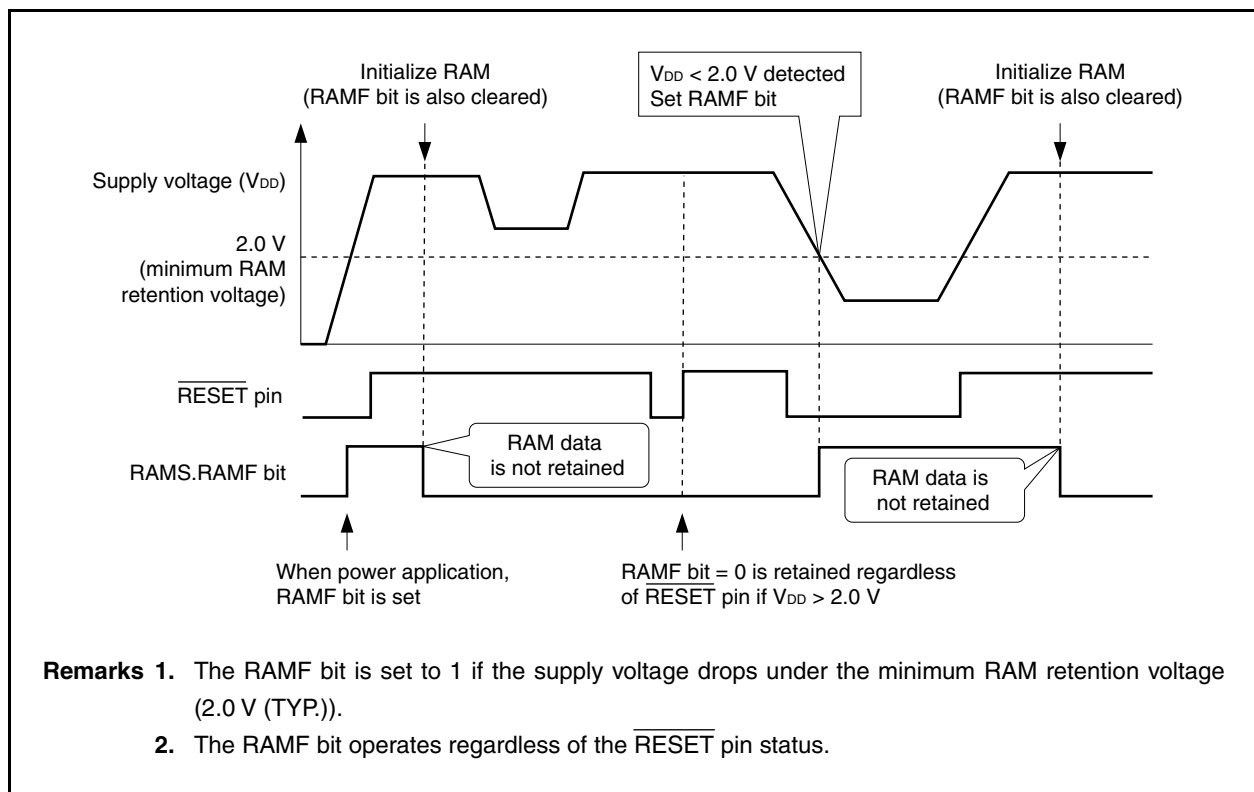 Initialize RAM
(RAMF bit is also cleared)
VDD < 2.0 V detected
Set RAMF bit
Initialize RAM
(RAMF bit is also cleared)
Supply voltage (VDD)
2.0 V
(minimum RAM
retention voltage)
RESET pin
RAM data
is not retained
RAMS.RAMF bit
RAM data is
not retained
When power application,
RAMF bit is set
RAMF bit = 0 is retained regardless
of RESET pin if VDD > 2.0 V
Remarks 1. The RAMF bit is set to 1 if the supply voltage drops under the minimum RAM retention voltage
(2.0 V (TYP.)).
2. The RAMF bit operates regardless of the RESET pin status.